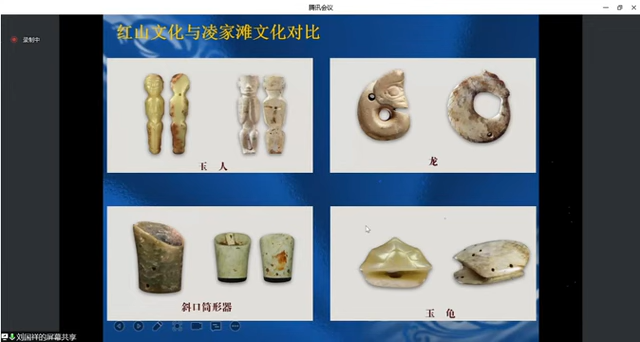 腾讯会议
录制中
红山文化与凌家滩文化对比
玉 人
龙
斜口筒形器
玉 龟
刘国祥的屏幕共享